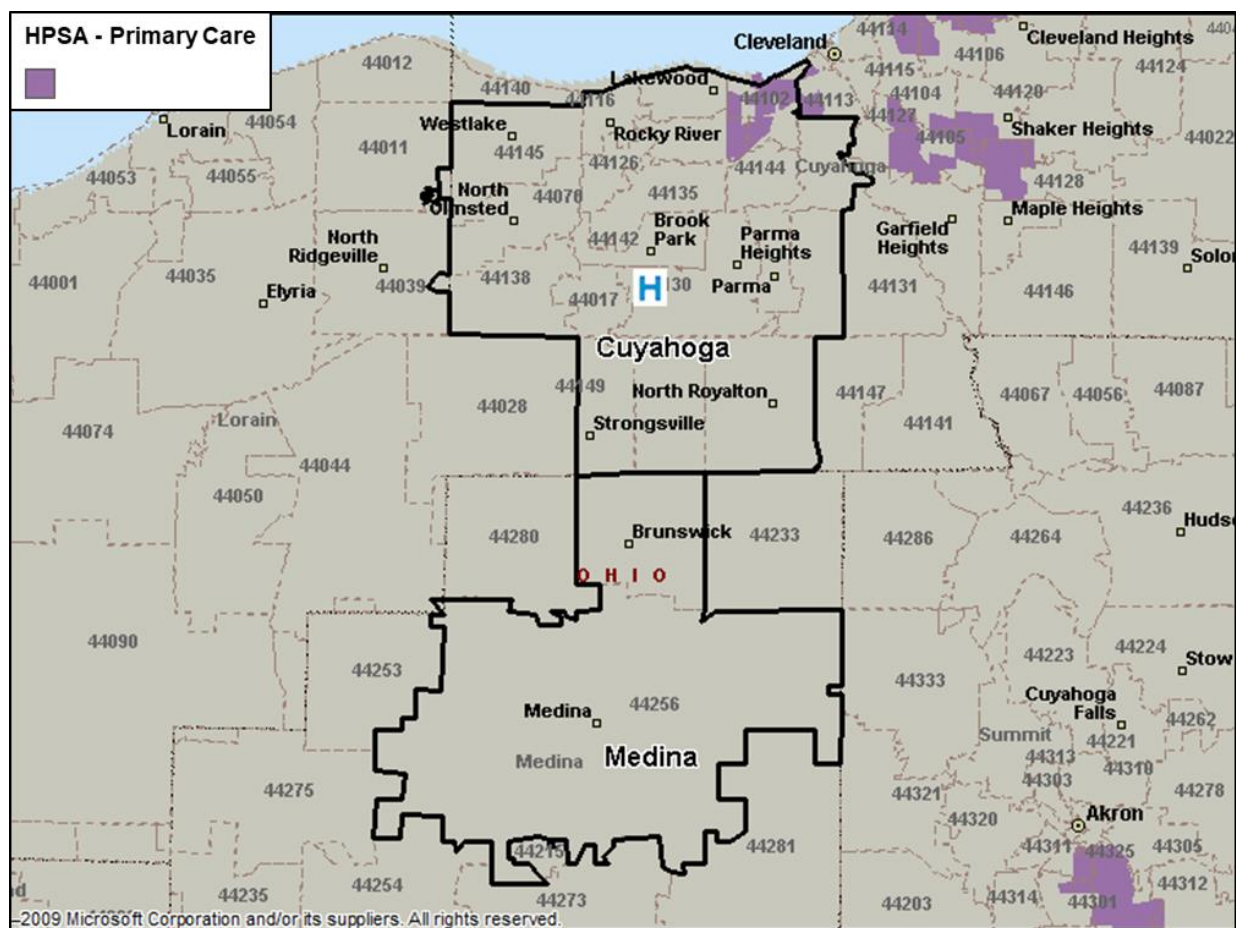 HPSA - Primary Care
44012
44114
Cleveland Heights
Cleveland
44106
44124
44140
44115
Lakewood
44102
44116
44113
44104
44120
44054
Lorain
Westlake
Rocky River
44127
Shaker Heights
44145
44011
44105
44022
44126
44144
Cuyahoga
44053
44055
44128
North
Olmsted
44070
44135
Maple Heights
Brook
Park
Parma
Heights
Garfield
Heights
44142
North
Ridgeville
44139
44001
44035
44138
44131
44146
44039
44017
H
30
Parma
Elyria
Cuyahoga
44149
44147
44067
44056
44087
44028
North Royalton
Strongsville
Lorain
44074
44141
44044
44050
44236
44280
Brunswick
44233
44286
44264
OHIO
44090
44253
44223
44224
44333
Stow
44256
Cuyahoga
Falls
Medina
44262
Summit
44221
Medina
Medina
44313
44310
44303
44275
44321
44278
44320
Akron
44215
44281
44311
44325
44305
44254
44235
44312
44273
44203
44314
44301
2009 Microsoft Corporation and/or its suppliers. All rights reserved.